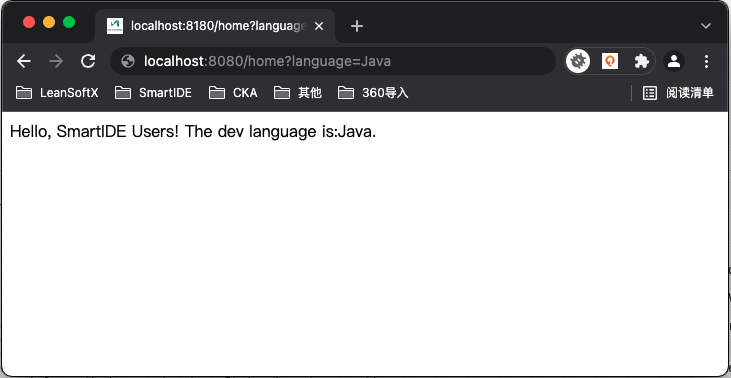 localhost:8180/home?language
localhost:8080/home?language=Java
LeanSoftX
SmartIDE
CKA
其他
360导入
阅读清单
Hello, SmartIDE Users! The dev language is:Java.